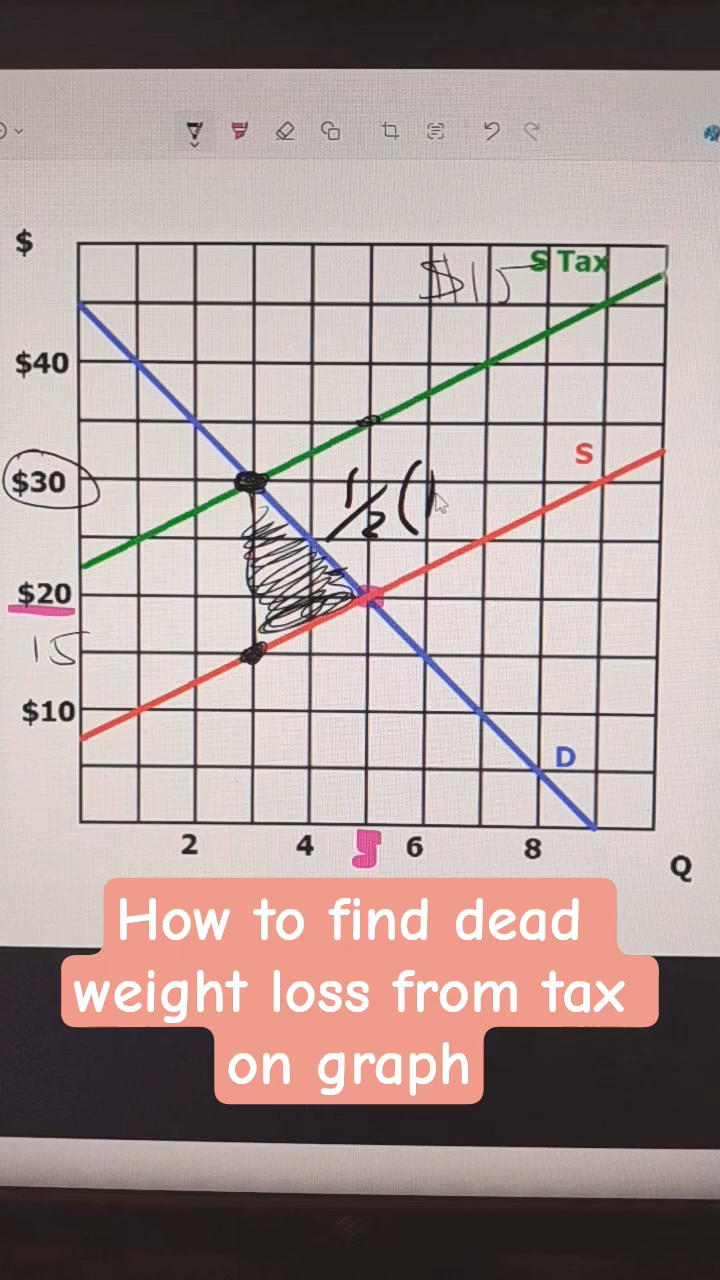 $
S Tax
$15
$40
S
$30
1/2 (1
$20
15
$10
D
2 4 5 6 8
Q
How to find dead
weight loss from tax
on graph